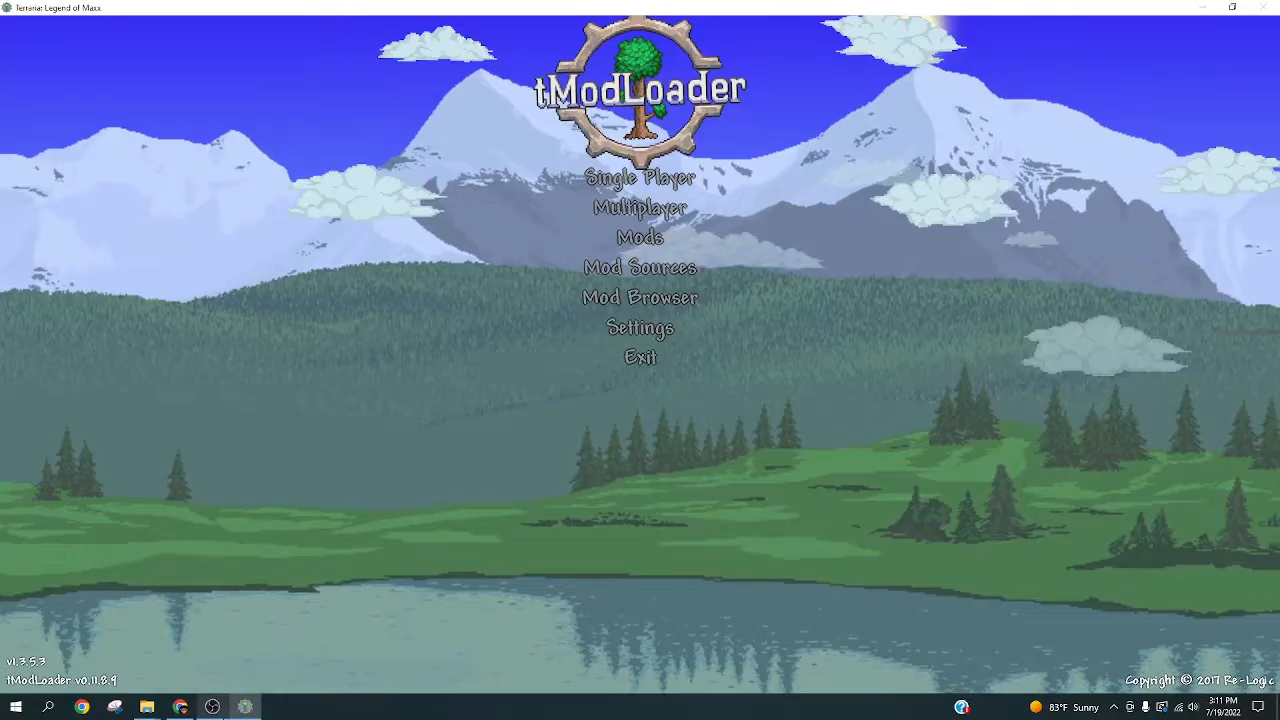 Terraria: Legend of Maxx
tModLoader
Single Player
Multiplayer
Mods
Mod Sources
Mod Browser
Settings
Exit
v1.3.5.3
tModLoader v0.11.8.9
Copyright © 2017 Re-Logic
83°F Sunny
3:11 PM
7/19/2022